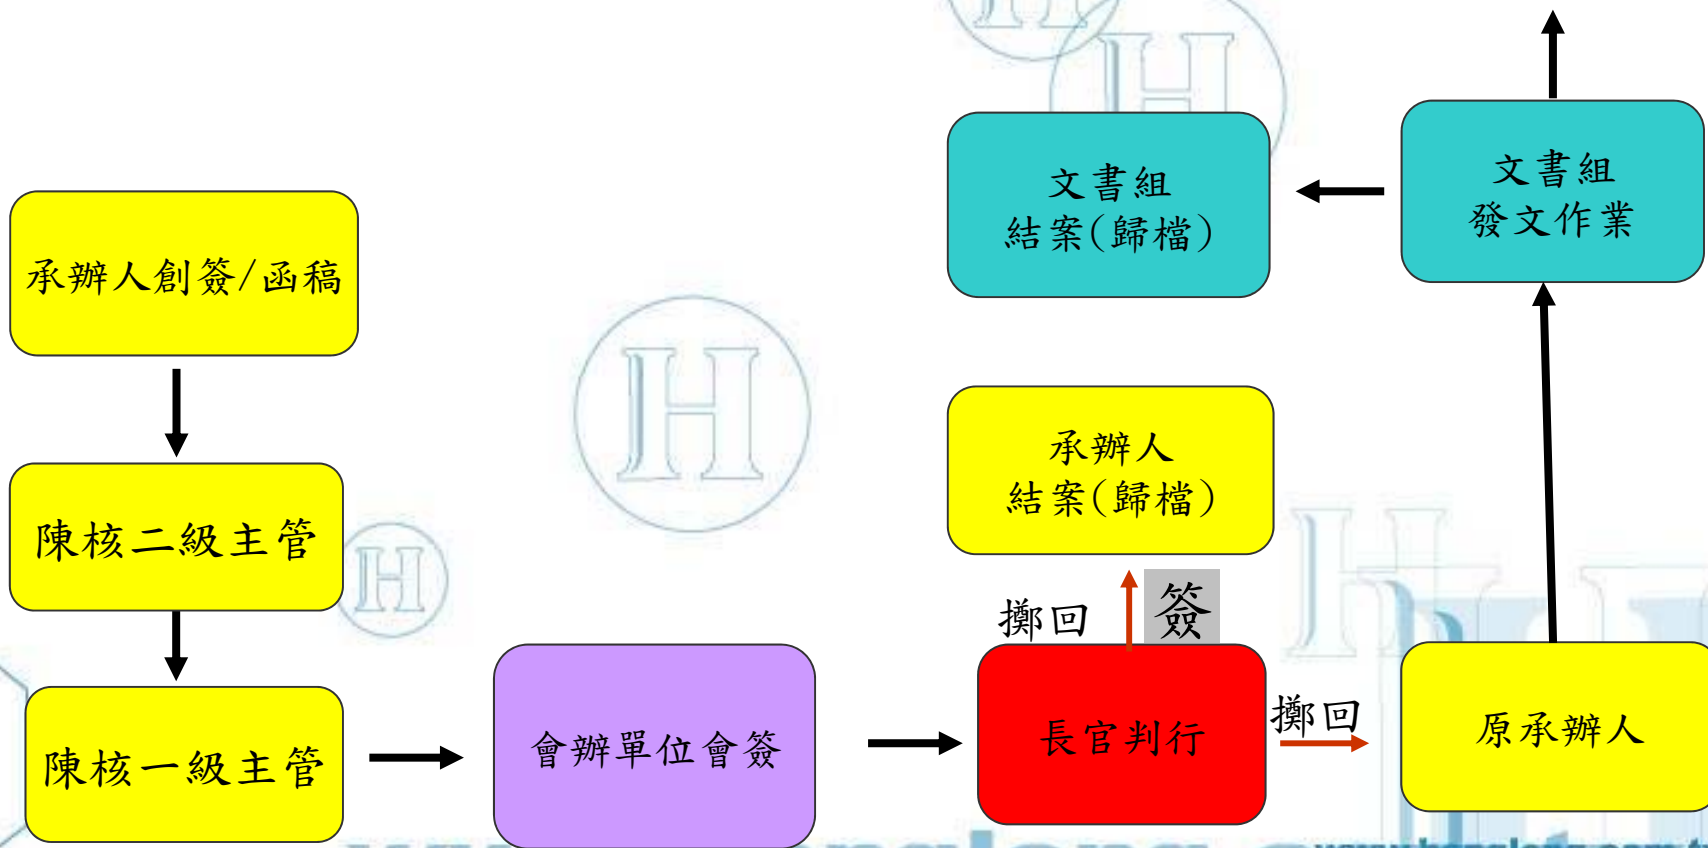 承辦人創簽/函稿
陳核二級主管
陳核一級主管
會辦單位會簽
長官判行
擲回
簽
承辦人
結案(歸檔)
擲回
原承辦人
文書組
發文作業
文書組
結案(歸檔)
H
H
H
H
H